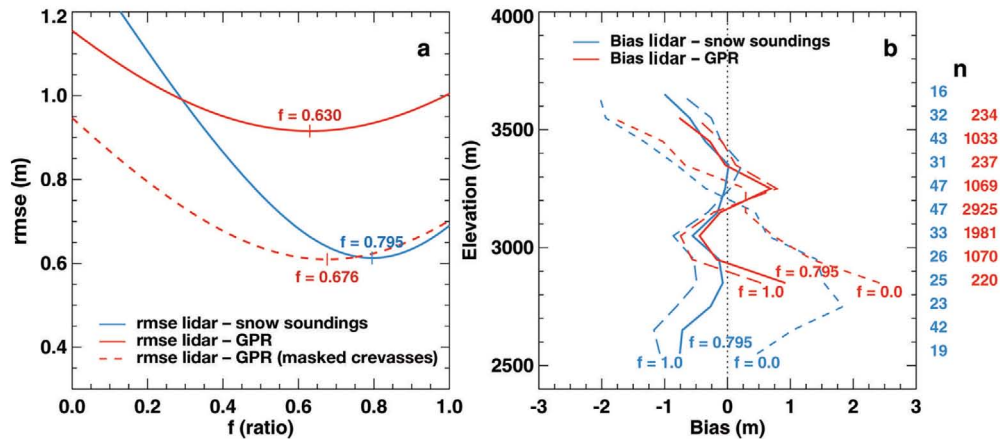 1.2
1.0
0.8
0.6
0.4
rmse (m)
a
f = 0.630
f = 0.795
f = 0.676
rmse lidar – snow soundings
rmse lidar – GPR
rmse lidar – GPR (masked crevasses)
0.0 0.2 0.4 0.6 0.8 1.0
f (ratio)
4000
3500
3000
2500
Elevation (m)
Bias lidar – snow soundings
Bias lidar – GPR
b
f = 0.795
f = 1.0
f = 0.0
f = 0.795
f = 1.0
f = 0.0
-3 -2 -1 0 1 2 3
Bias (m)
n
16
32 234
43 1033
31 237
47 1069
47 2925
33 1981
26 1070
25 220
23
42
19